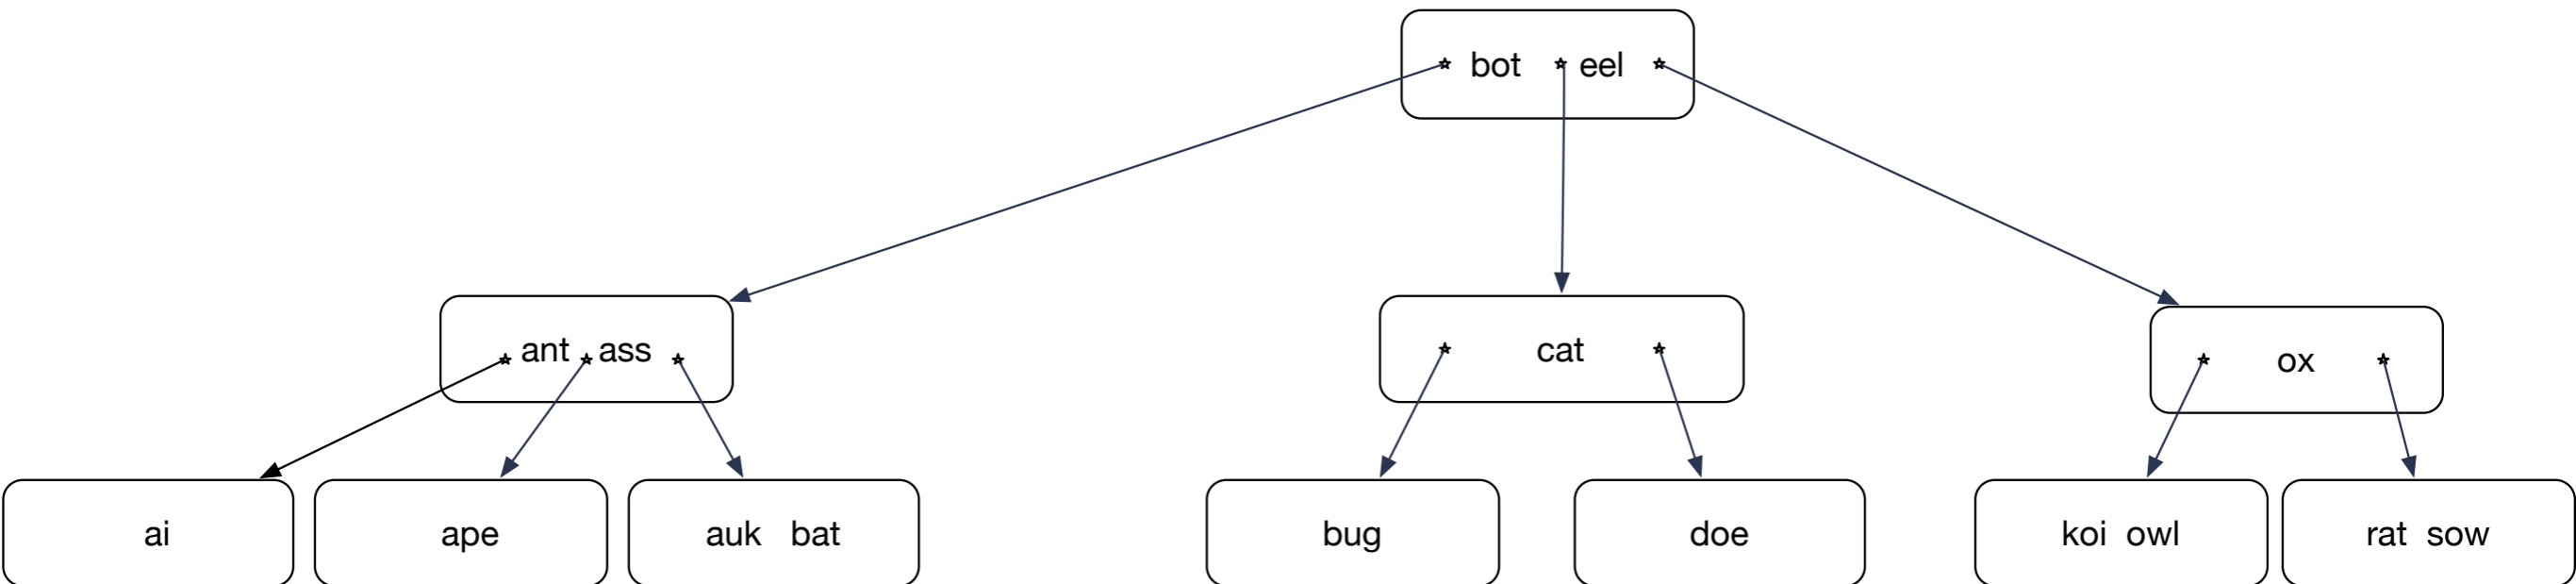 bot eel
ant ass
cat
ox
ai
ape
auk bat
bug
doe
koi owl
rat sow